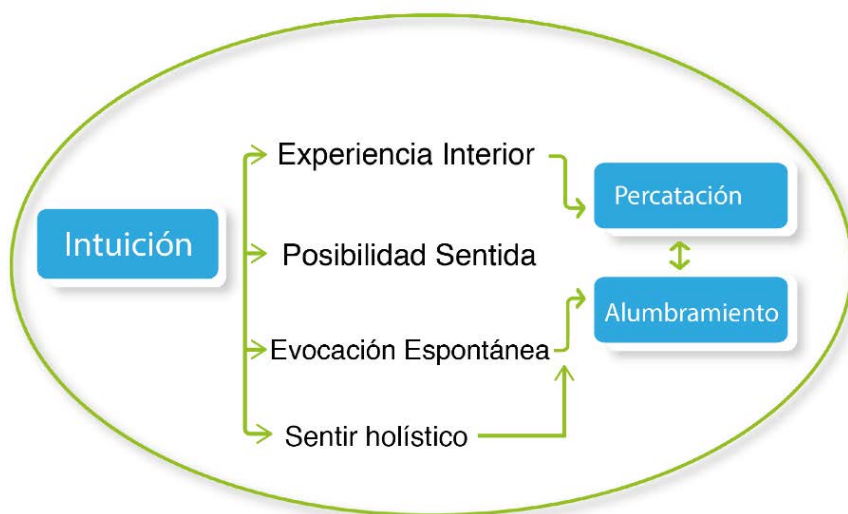 Experiencia Interior
Percatación
Intuición
Posibilidad Sentida
Alumbramiento
Evocación Espontánea
Sentir holístico